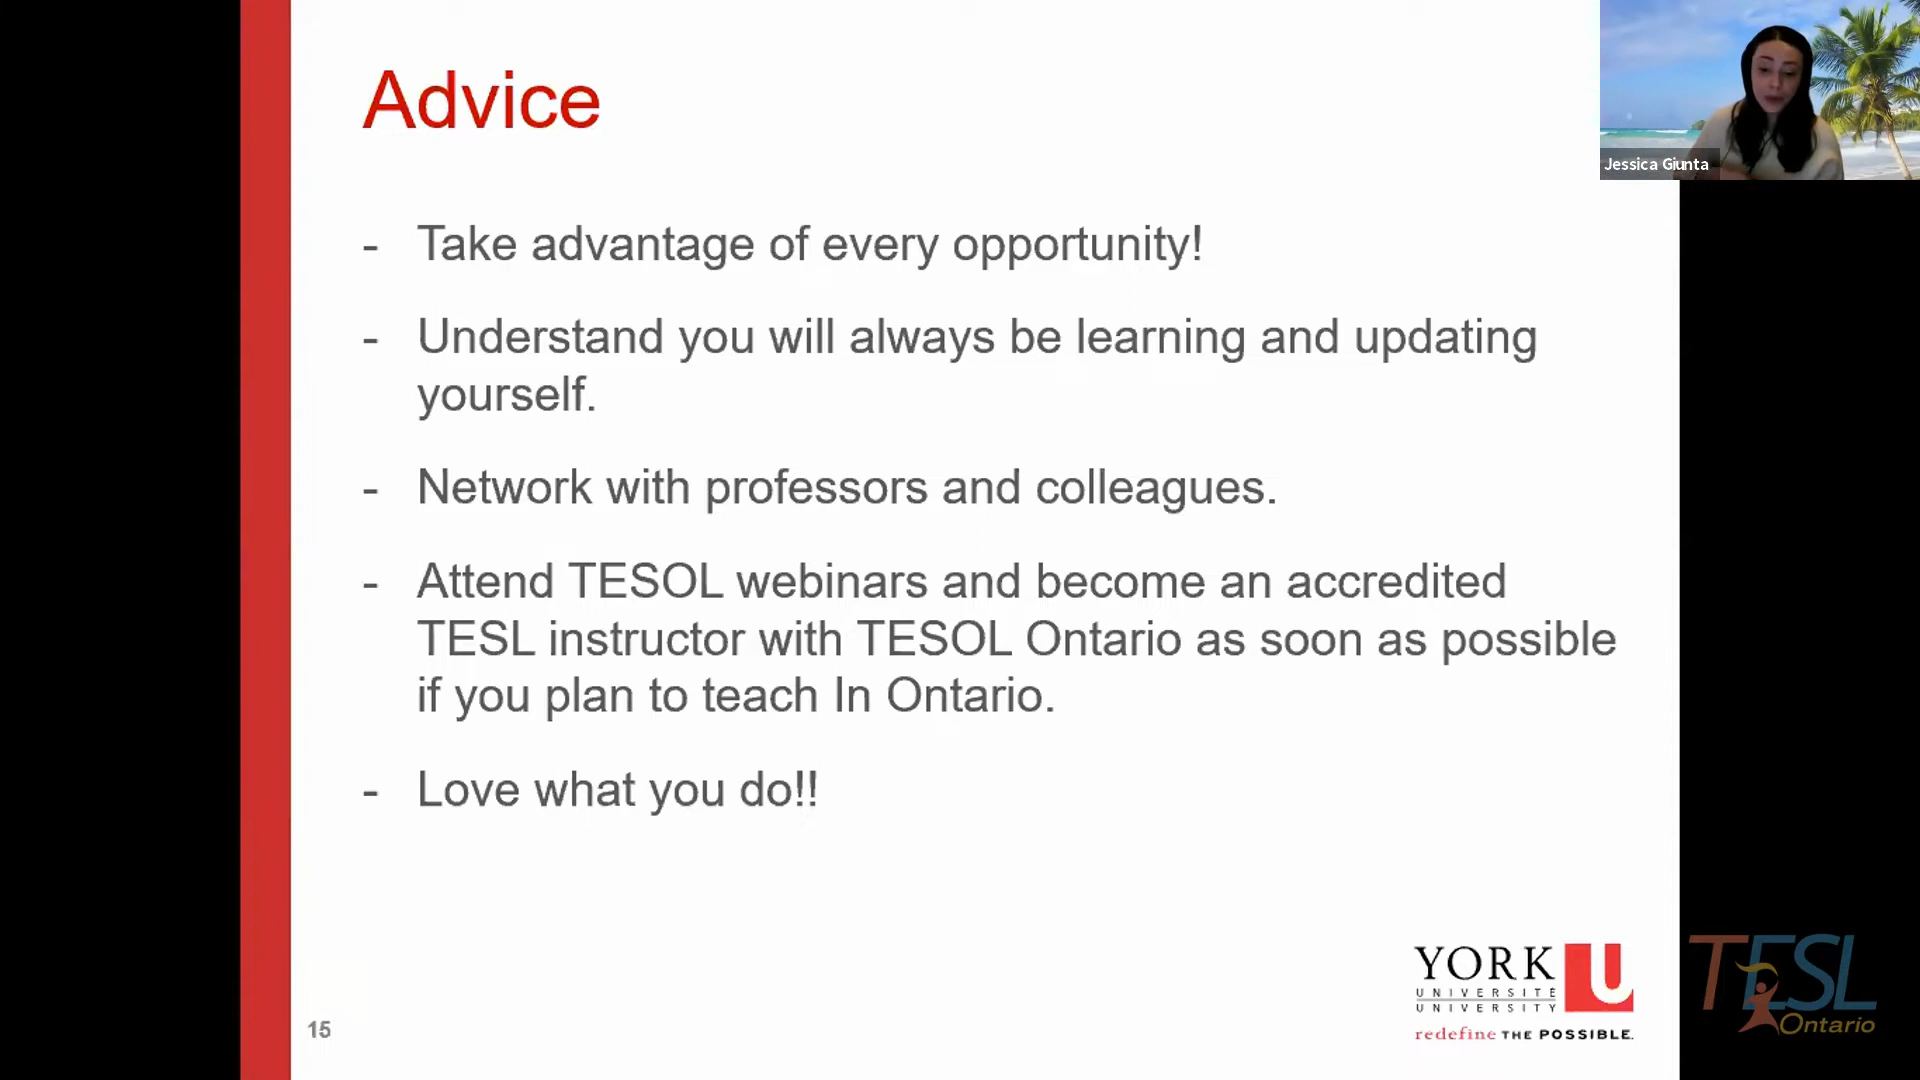 Advice
Jessica Giunta
- Take advantage of every opportunity!
- Understand you will always be learning and updating
yourself.
- Network with professors and colleagues.
- Attend TESOL webinars and become an accredited
TESL instructor with TESOL Ontario as soon as possible
if you plan to teach In Ontario.
- Love what you do!!
15
YORK U
UNIVERSITÉ
UNIVERSITY
redefine THE POSSIBLE.
TESL
Ontario